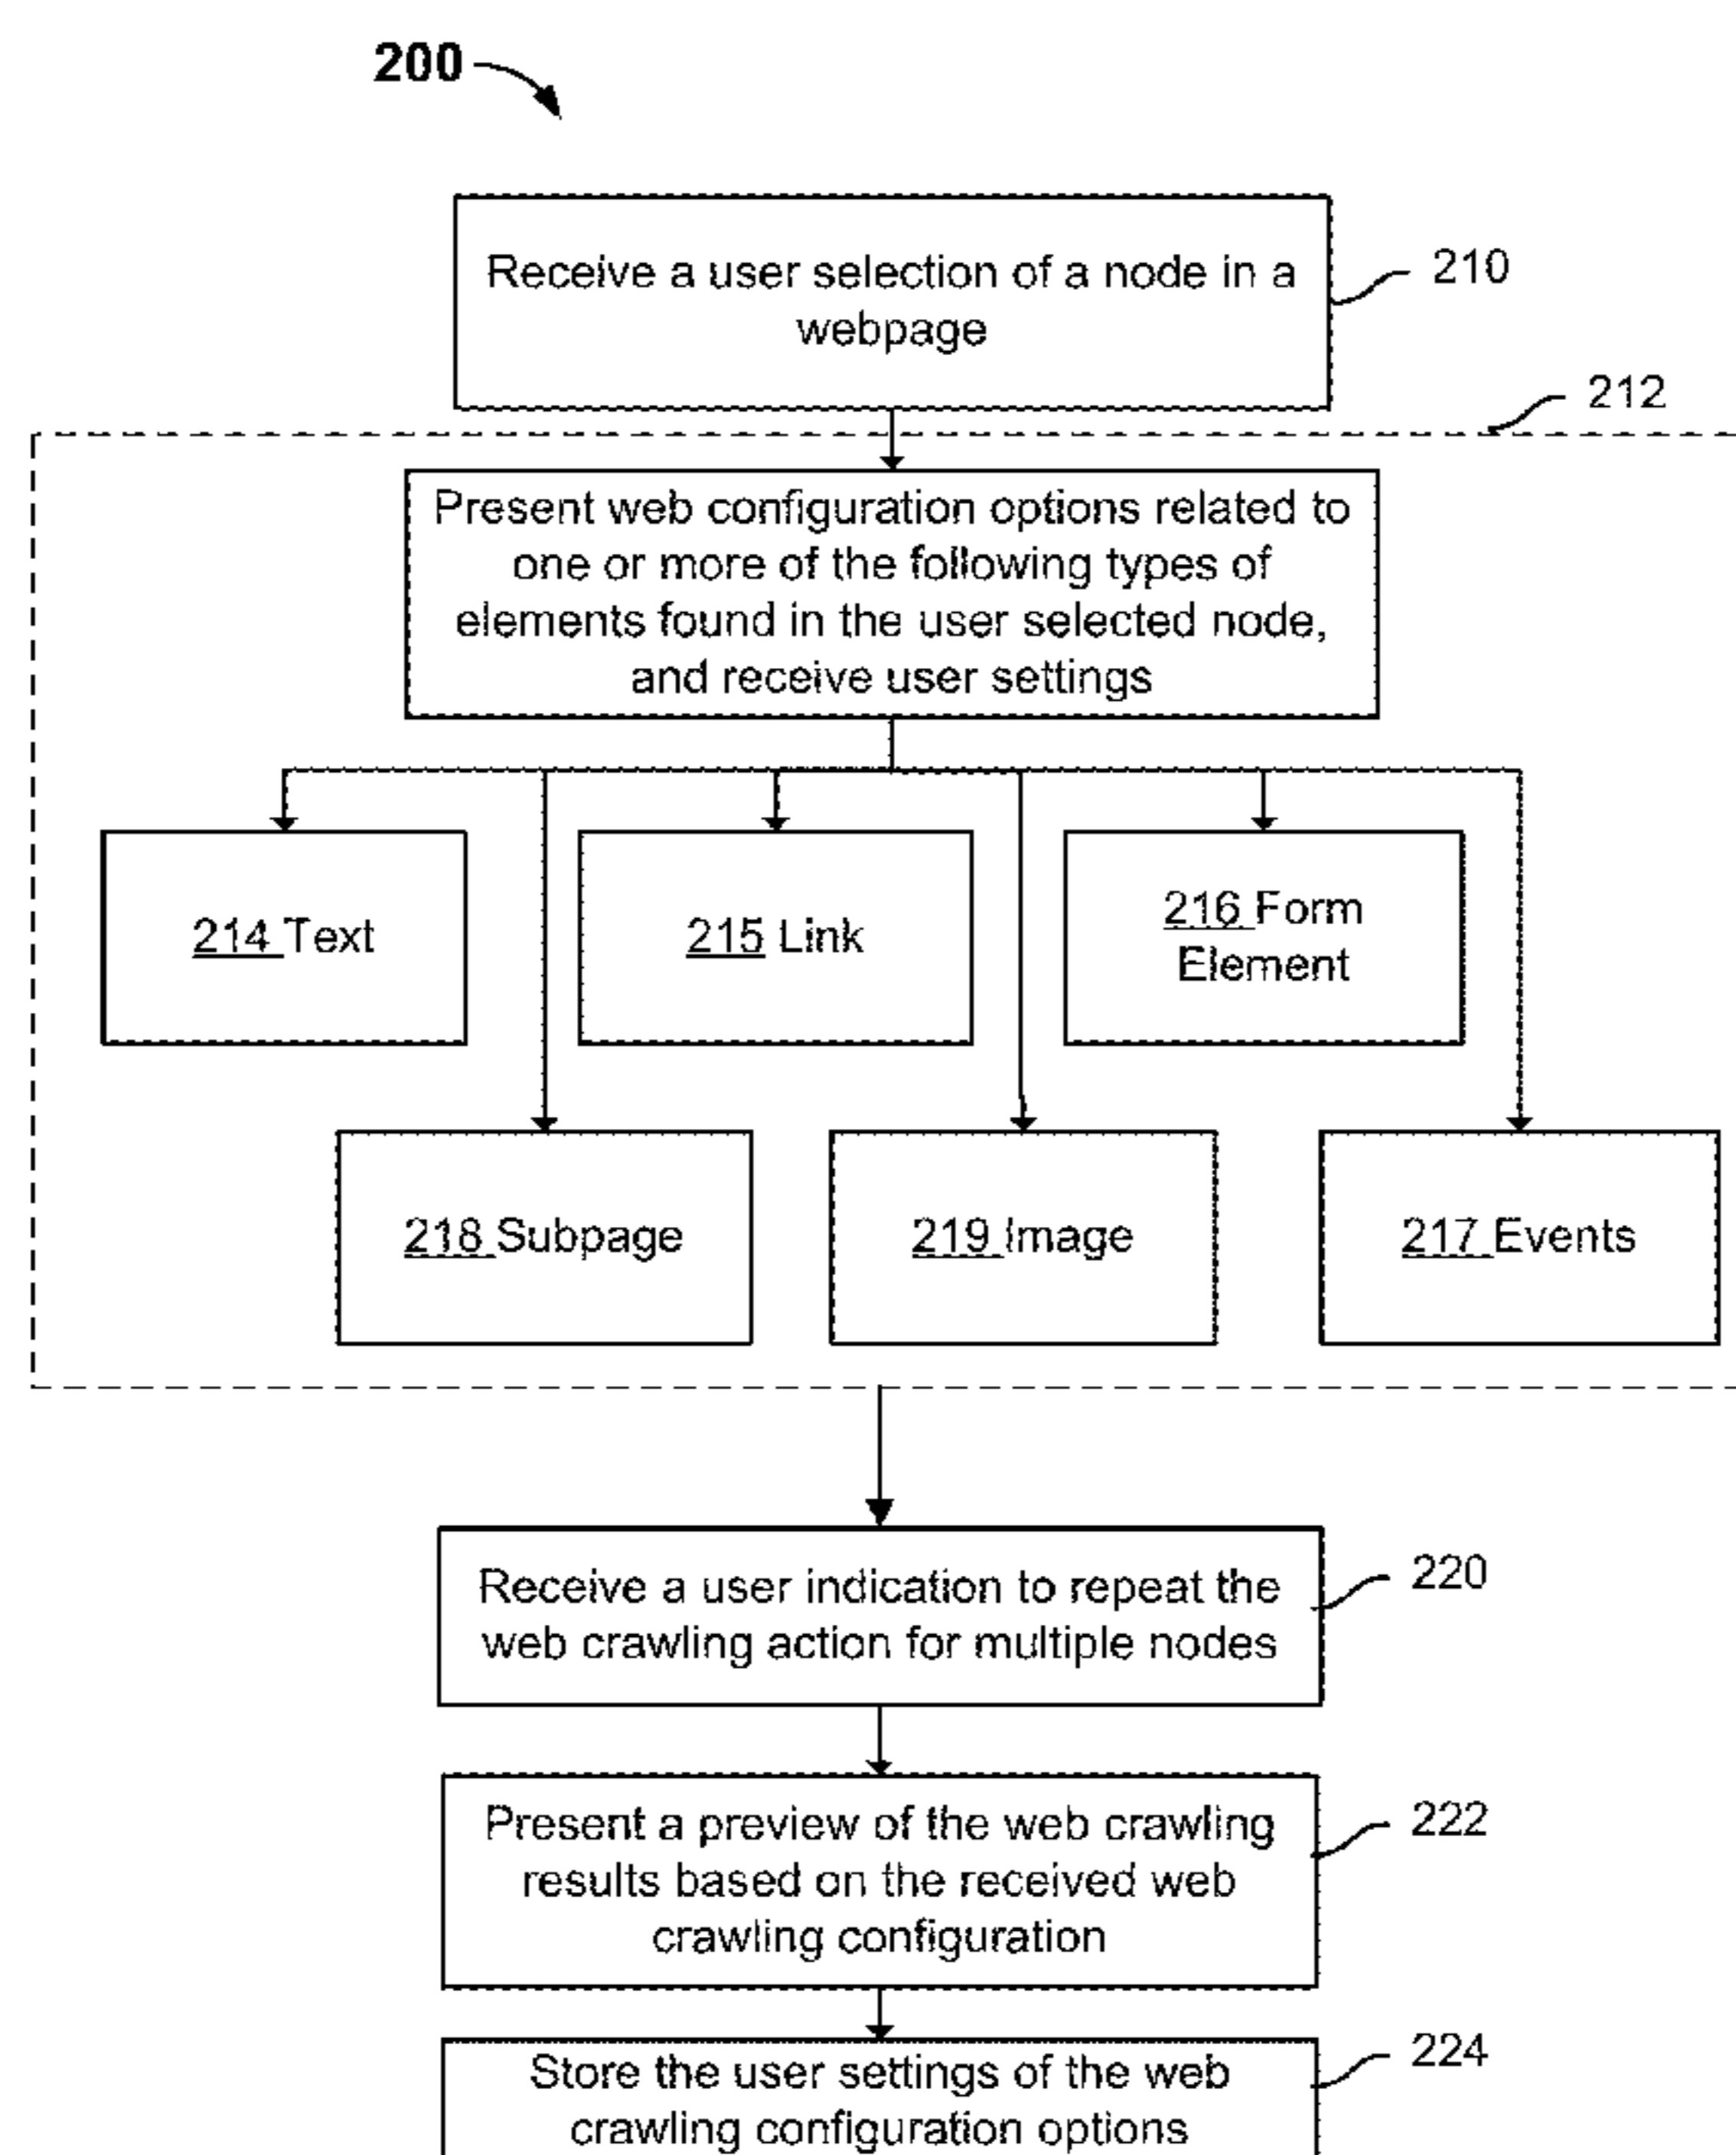 200
Receive a user selection of a node in a
webpage
210
212
Present web configuration options related to
one or more of the following types of
elements found in the user selected node,
and receive user settings
214 Text
215 Link
216 Form
Element
218 Subpage
219 Image
217 Events
Receive a user indication to repeat the
web crawling action for multiple nodes
220
Present a preview of the web crawling
results based on the received web
crawling configuration
222
Store the user settings of the web
crawling configuration options
224